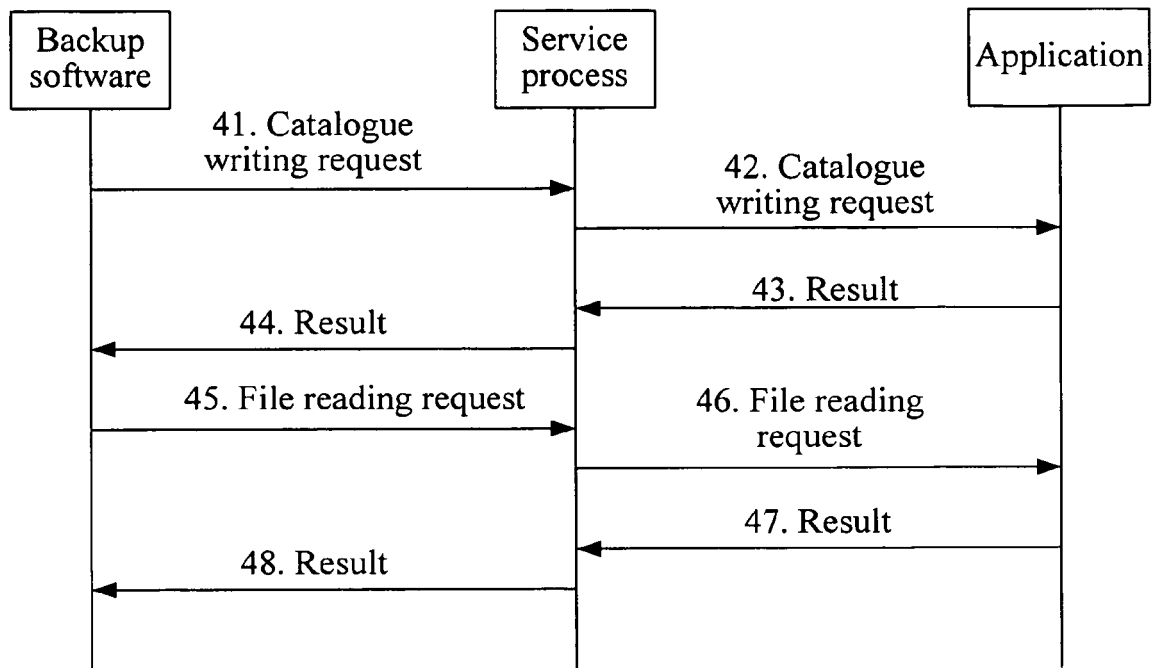 Backup
software
Service
process
Application
41. Catalogue
writing request
42. Catalogue
writing request
43. Result
44. Result
45. File reading request
46. File reading
request
47. Result
48. Result